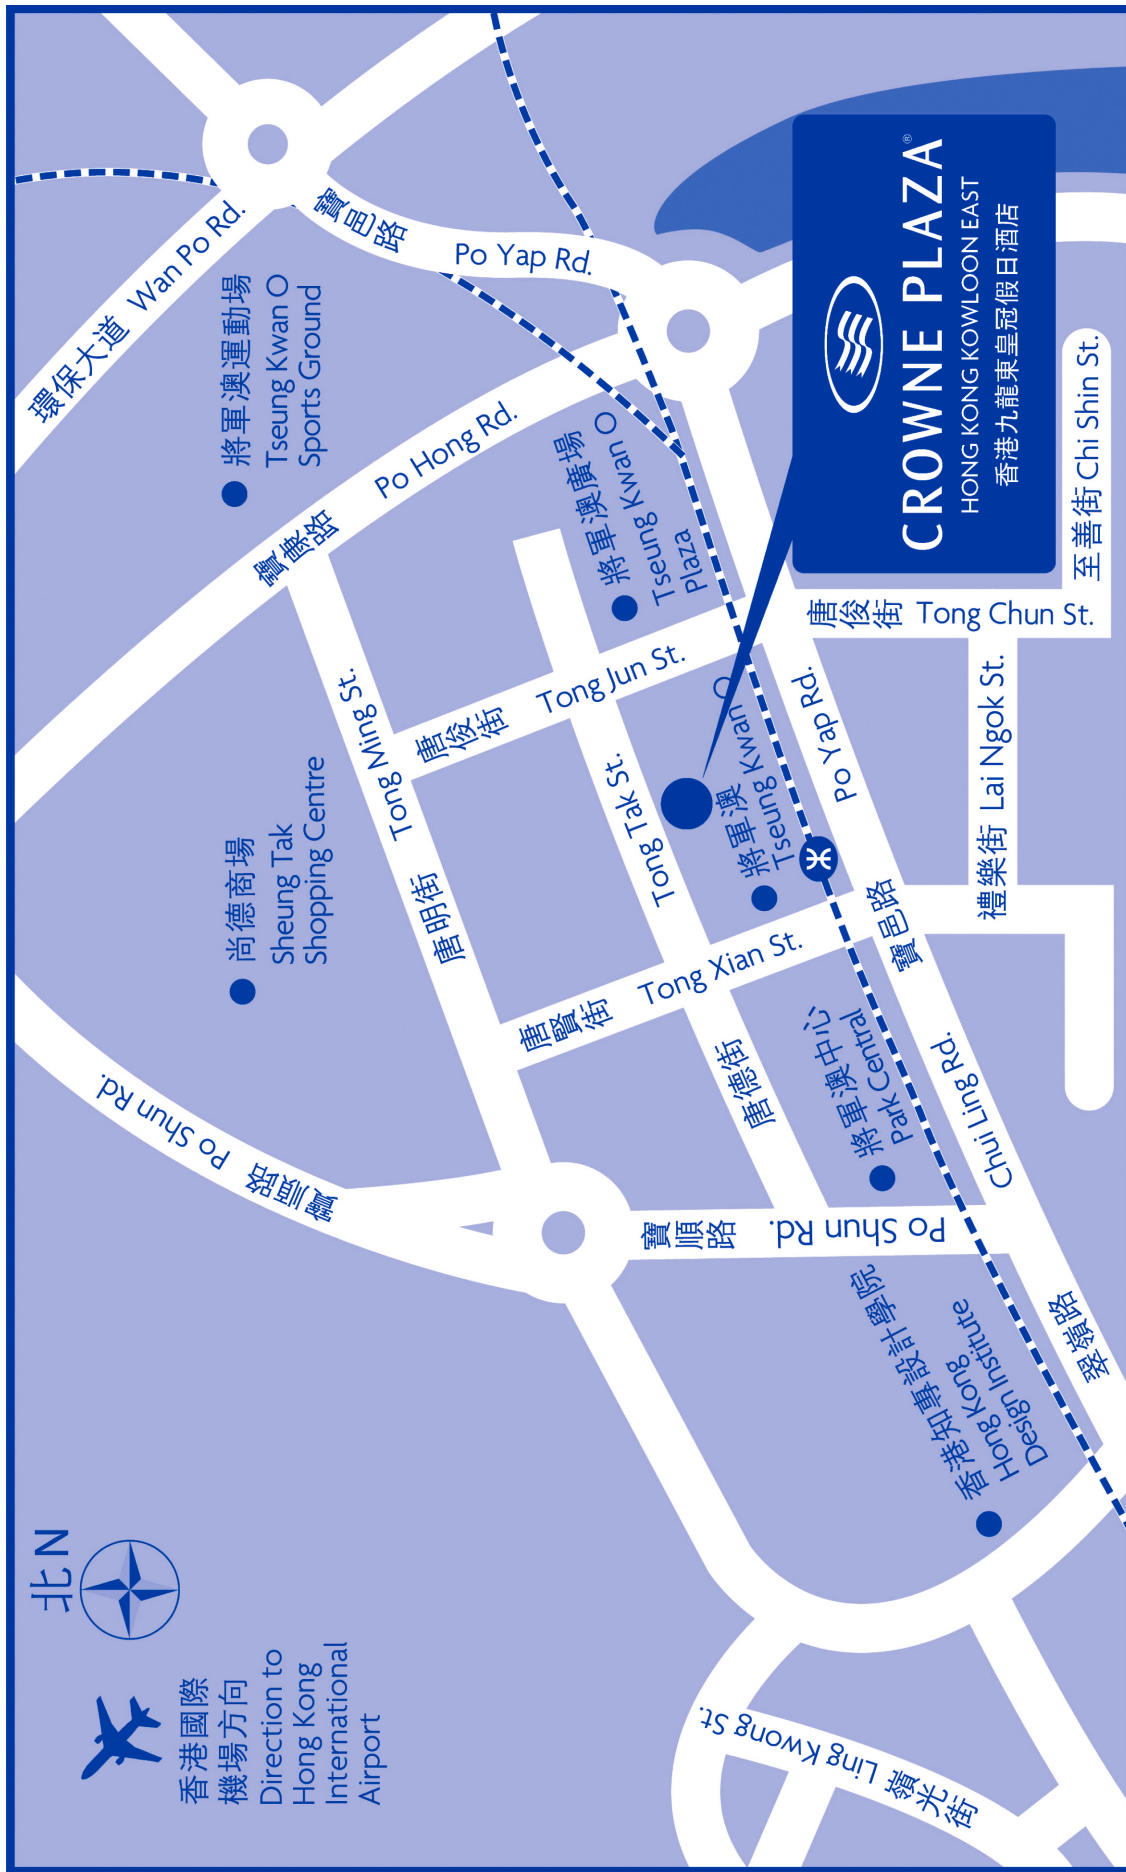 北 N
香港國際
機場方向
Direction to
Hong Kong
International
Airport
寶順路 Po Shun Rd.
尚德商場
Sheung Tak
Shopping Centre
環保大道 Wan Po Rd.
將軍澳運動場
Tseung Kwan O
Sports Ground
寶康路 Po Hong Rd.
寶邑路 Po Yap Rd.
唐明街 Tong Ming St.
唐俊街 Tong Jun St.
將軍澳廣場
Tseung Kwan O
Plaza
唐賢街 Tong Xian St.
唐德街 Tong Tak St.
將軍澳
Tseung Kwan O
寶順路 Po Shun Rd.
將軍澳中心
Park Central
寶邑路 Po Yap Rd.
香港知專設計學院
Hong Kong
Design Institute
翠嶺路 Chui Ling Rd.
嶺光街 Ling Kwong St.
唐俊街 Tong Chun St.
禮樂街 Lai Ngok St.
至善街 Chi Shin St.
CROWNE PLAZA®
HONG KONG KOWLOON EAST
香港九龍東皇冠假日酒店